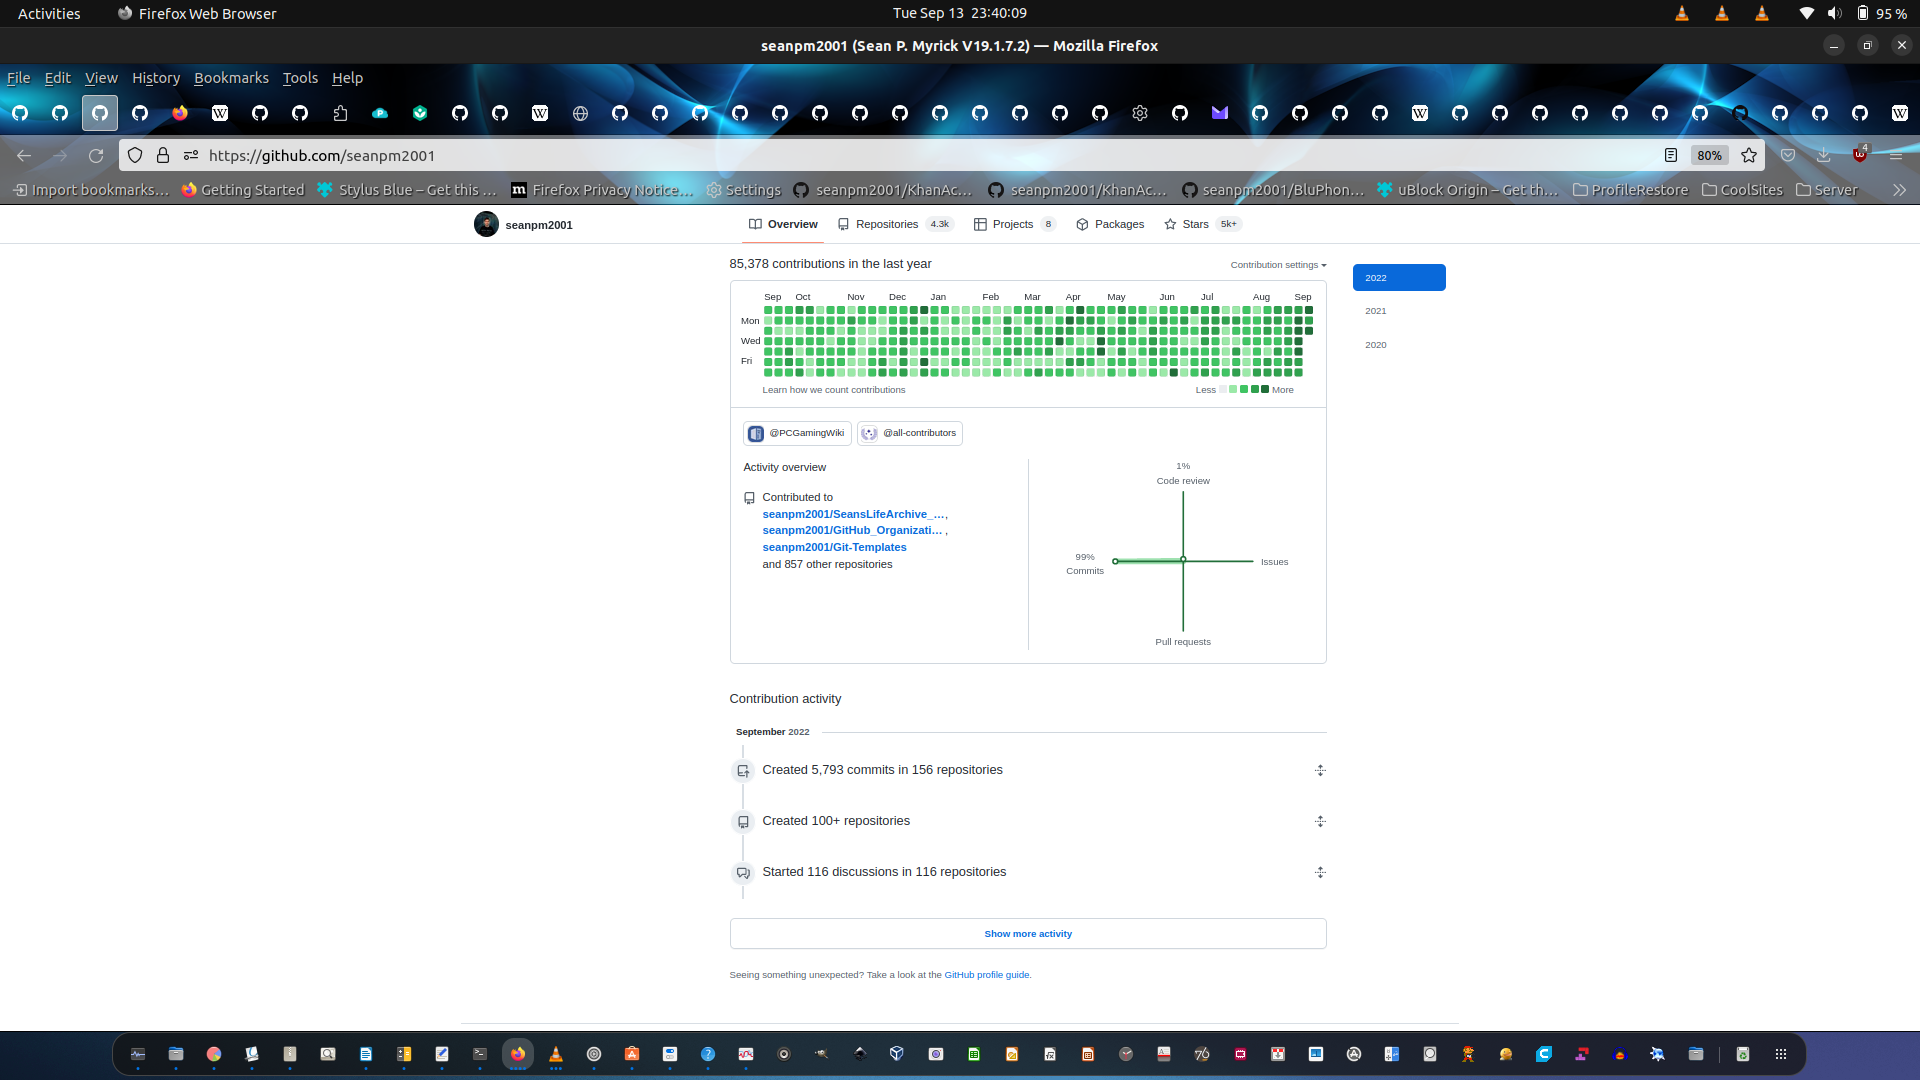 Activities Firefox Web Browser Tue Sep 13 23:40:09 95 %
seanpm2001 (Sean P. Myrick V19.1.7.2) — Mozilla Firefox
File Edit View History Bookmarks Tools Help
https://github.com/seanpm2001 80% 4
Import bookmarks… Getting Started Stylus Blue – Get this … Firefox Privacy Notice… Settings seanpm2001/KhanAc… seanpm2001/KhanAc… seanpm2001/BluPhon… uBlock Origin – Get th… ProfileRestore CoolSites Server
seanpm2001 Overview Repositories 4.3k Projects 8 Packages Stars 5k+
85,378 contributions in the last year Contribution settings
2022
2021
2020
Sep Oct Nov Dec Jan Feb Mar Apr May Jun Jul Aug Sep
Mon
Wed
Fri
Learn how we count contributions Less More
@PCGamingWiki @all-contributors
Activity overview
Contributed to
seanpm2001/SeansLifeArchive_…,
seanpm2001/GitHub_Organizati… ,
seanpm2001/Git-Templates
and 857 other repositories
1%
Code review
99%
Commits
Issues
Pull requests
Contribution activity
September 2022
Created 5,793 commits in 156 repositories
Created 100+ repositories
Started 116 discussions in 116 repositories
Show more activity
Seeing something unexpected? Take a look at the GitHub profile guide.